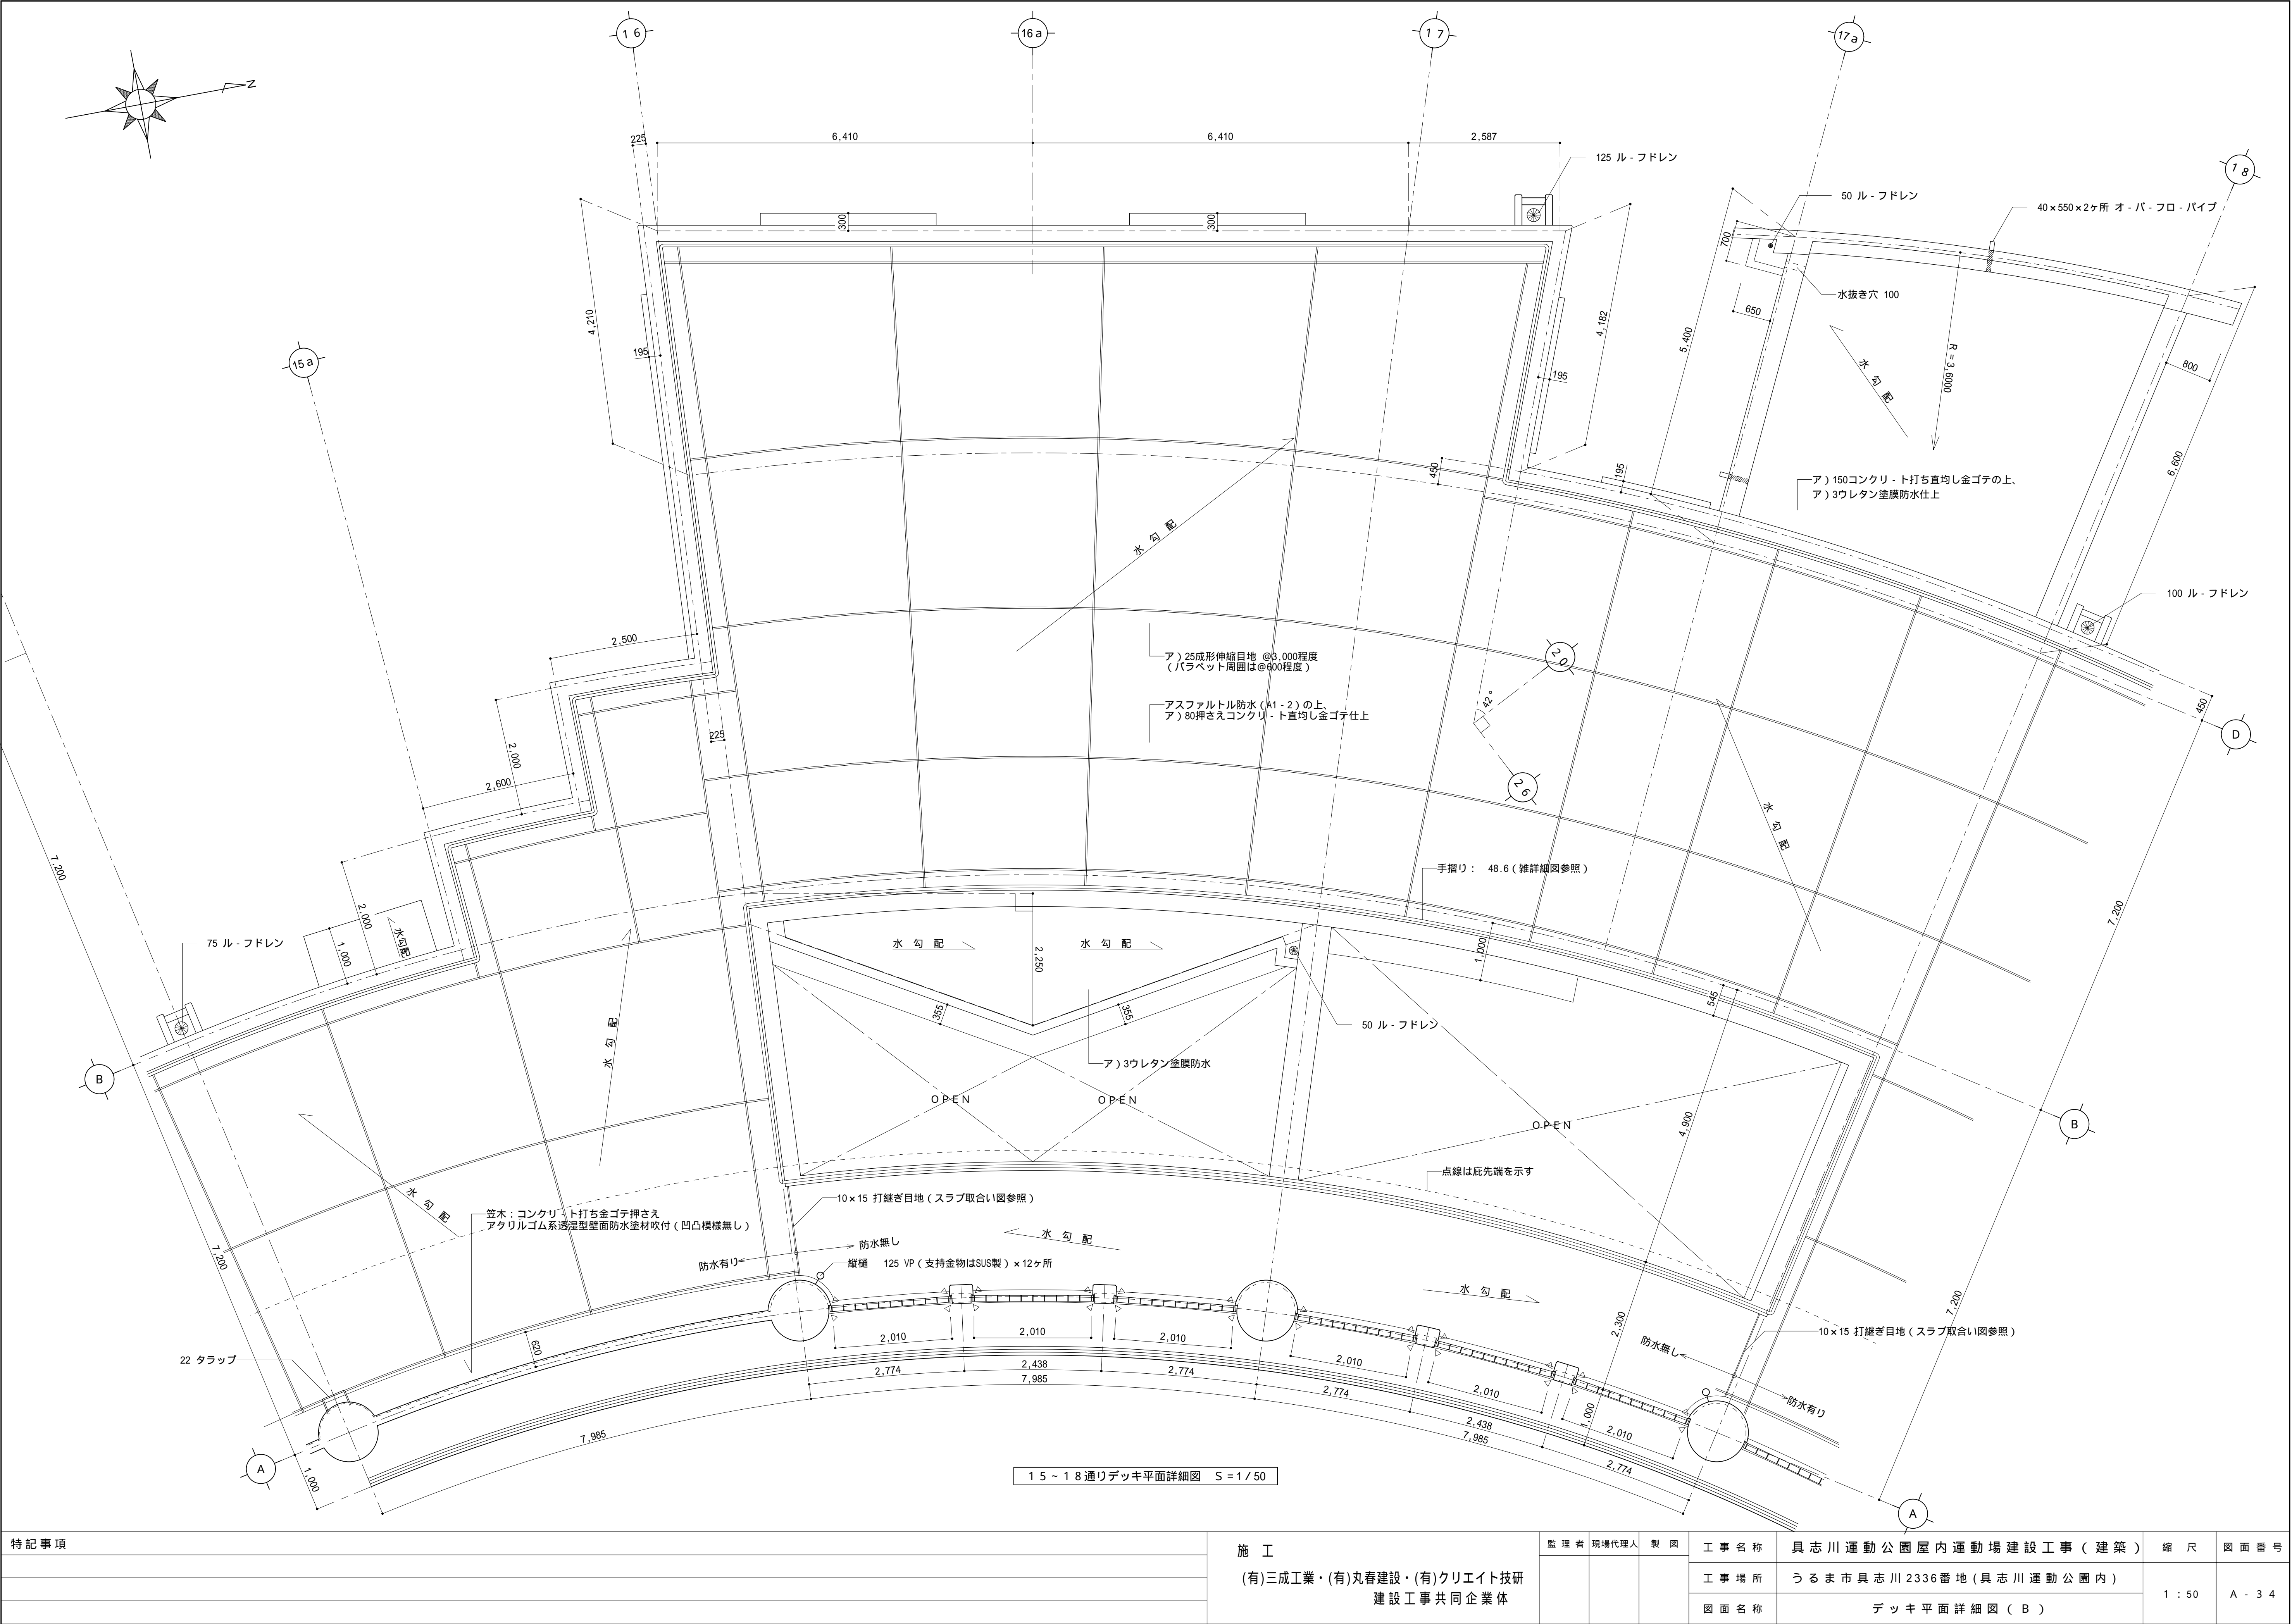 16
16a
17
17a
18
15a
N
225
6,410
6,410
2,587
125 ル-フドレン
50 ル-フドレン
40×550×2ヶ所 オ-バ-フロ-パイプ
300
300
700
水抜き穴 100
650
4,210
195
4,182
195
5,400
R=3,6000
水勾配
800
6,600
450
195
ア)150コンクリ-ト打ち直均し金ゴテの上、
ア)3ウレタン塗膜防水仕上
水勾配
100 ル-フドレン
2,500
ア)25成形伸縮目地 @3,000程度
(パラペット周囲は@600程度)
20
42°
アスファルトル防水(A1-2)の上、
ア)80押さえコンクリ-ト直均し金ゴテ仕上
225
26
450
D
2,000
2,600
水勾配
7,200
手摺り: 48.6(雑詳細図参照)
7,200
2,000
1,000
水勾配
75 ル-フドレン
水勾配
水勾配
2,250
1,000
545
355
355
50 ル-フドレン
水勾配
ア)3ウレタン塗膜防水
B
OPEN
OPEN
OPEN
4,900
B
点線は庇先端を示す
水勾配
10×15 打継ぎ目地(スラブ取合い図参照)
笠木:コンクリ-ト打ち金ゴテ押さえ
アクリルゴム系透湿型壁面防水塗材吹付(凹凸模様無し)
水勾配
防水無し
防水有り
縦樋 125 VP(支持金物はSUS製)×12ヶ所
7,200
水勾配
7,200
2,300
10×15 打継ぎ目地(スラブ取合い図参照)
防水無し
620
2,010
2,010
2,010
22 タラップ
2,774
2,438
2,774
7,985
2,010
2,774
2,010
防水有り
1,000
2,438
2,010
7,985
7,985
2,774
A
1,000
A
15~18通りデッキ平面詳細図 S=1/50
特記事項
施工
(有)三成工業・(有)丸春建設・(有)クリエイト技研
建設工事共同企業体
監理者
現場代理人
製図
工事名称
具志川運動公園屋内運動場建設工事(建築)
縮尺
図面番号
工事場所
うるま市具志川2336番地(具志川運動公園内)
1:50
A-34
図面名称
デッキ平面詳細図(B)